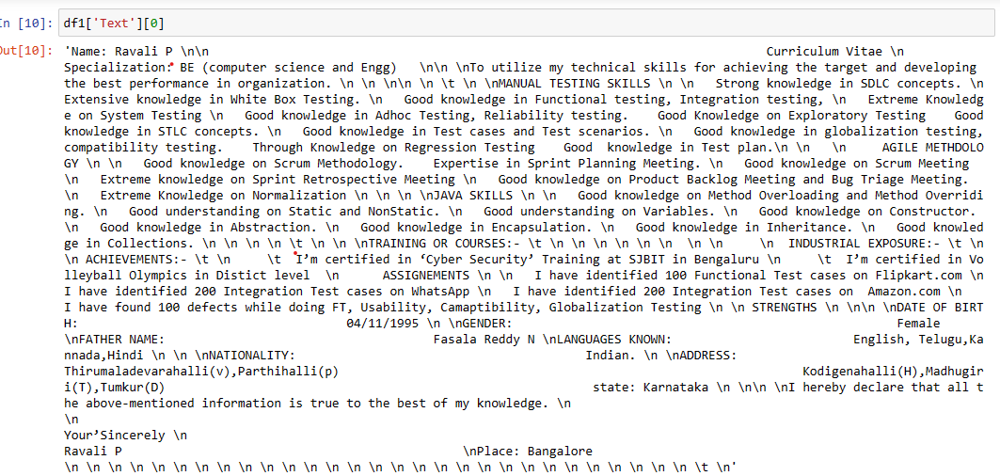 In [10]: df1['Text'][0]
Out[10]: 'Name: Ravali P \n\n Curriculum Vitae \n
Specialization: BE (computer science and Engg) \n\n \nTo utilize my technical skills for achieving the target and developing
the best performance in organization. \n \n \n\n \n \t \n \nMANUAL TESTING SKILLS \n \n Strong knowledge in SDLC concepts. \n
Extensive knowledge in White Box Testing. \n Good knowledge in Functional testing, Integration testing, \n Extreme Knowledg
e on System Testing \n Good knowledge in Adhoc Testing, Reliability testing. Good Knowledge on Exploratory Testing Good
knowledge in STLC concepts. \n Good knowledge in Test cases and Test scenarios. \n Good knowledge in globalization testing,
compatibility testing. Through Knowledge on Regression Testing Good knowledge in Test plan.\n \n \n AGILE METHDOLO
GY \n \n Good knowledge on Scrum Methodology. Expertise in Sprint Planning Meeting. \n Good knowledge on Scrum Meeting
\n Extreme knowledge on Sprint Retrospective Meeting \n Good knowledge on Product Backlog Meeting and Bug Triage Meeting.
\n Extreme Knowledge on Normalization \n \n \n \nJAVA SKILLS \n \n Good knowledge on Method Overloading and Method Overridi
ng. \n Good understanding on Static and NonStatic. \n Good understanding on Variables. \n Good knowledge on Constructor.
\n Good knowledge in Abstraction. \n Good knowledge in Encapsulation. \n Good knowledge in Inheritance. \n Good knowled
ge in Collections. \n \n \n \n \t \n \n \nTRAINING OR COURSES:- \t \n \n \n \n \n \n \n \n INDUSTRIAL EXPOSURE:- \t \n
\n ACHIEVEMENTS:- \t \n \t I’m certified in ‘Cyber Security’ Training at SJBIT in Bengaluru \n \t I’m certified in Vo
lleyball Olympics in Distict level \n ASSIGNEMENTS \n \n I have identified 100 Functional Test cases on Flipkart.com \n
I have identified 200 Integration Test cases on WhatsApp \n I have identified 200 Integration Test cases on Amazon.com \n
I have found 100 defects while doing FT, Usability, Camaptibility, Globalization Testing \n \n STRENGTHS \n \n\n \nDATE OF BIRT
H: 04/11/1995 \n \nGENDER: Female
\nFATHER NAME: Fasala Reddy N \nLANGUAGES KNOWN: English, Telugu,Ka
nnada,Hindi \n \n \nNATIONALITY: Indian. \n \nADDRESS:
Thirumaladevarahalli(v),Parthihalli(p) Kodigenahalli(H),Madhugir
i(T),Tumkur(D) state: Karnataka \n \n\n \nI hereby declare that all t
he above-mentioned information is true to the best of my knowledge. \n
\n
Your’Sincerely \n
Ravali P \nPlace: Bangalore
\n \n \n \n \n \n \n \n \n \n \n \n \n \n \n \n \n \n \n \n \n \n \n \n \n \n \n \n \n \t \n'